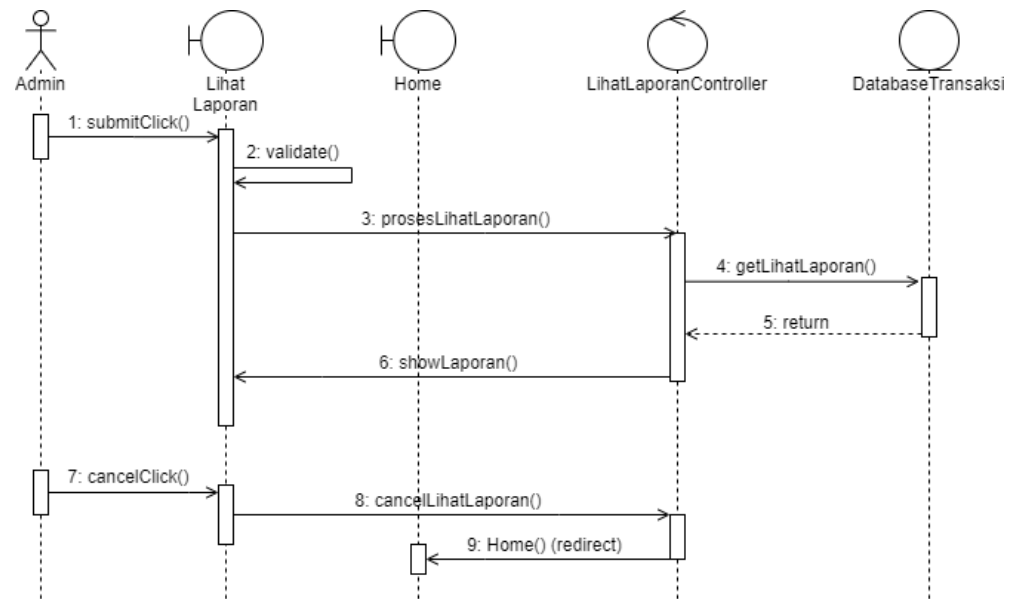 Admin
Lihat
Laporan
Home
LihatLaporanController
DatabaseTransaksi
1: submitClick()
2: validate()
3: prosesLihatLaporan()
4: getLihatLaporan()
5: return
6: showLaporan()
7: cancelClick()
8: cancelLihatLaporan()
9: Home() (redirect)